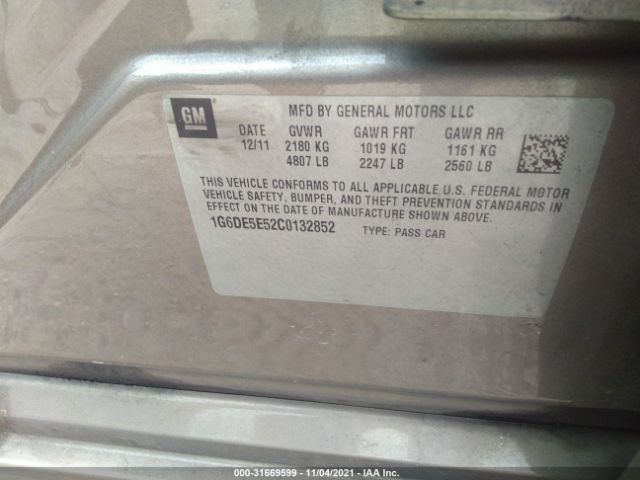 GM
MFD BY GENERAL MOTORS LLC
DATE GVWR GAWR FRT GAWR RR
12/11 2180 KG 1019 KG 1161 KG
4807 LB 2247 LB 2560 LB
THIS VEHICLE CONFORMS TO ALL APPLICABLE U.S. FEDERAL MOTOR
VEHICLE SAFETY, BUMPER, AND THEFT PREVENTION STANDARDS IN
EFFECT ON THE DATE OF MANUFACTURE SHOWN ABOVE.
1G6DE5E52C0132852 TYPE: PASS CAR
000-31669599 - 11/04/2021 - IAA Inc.